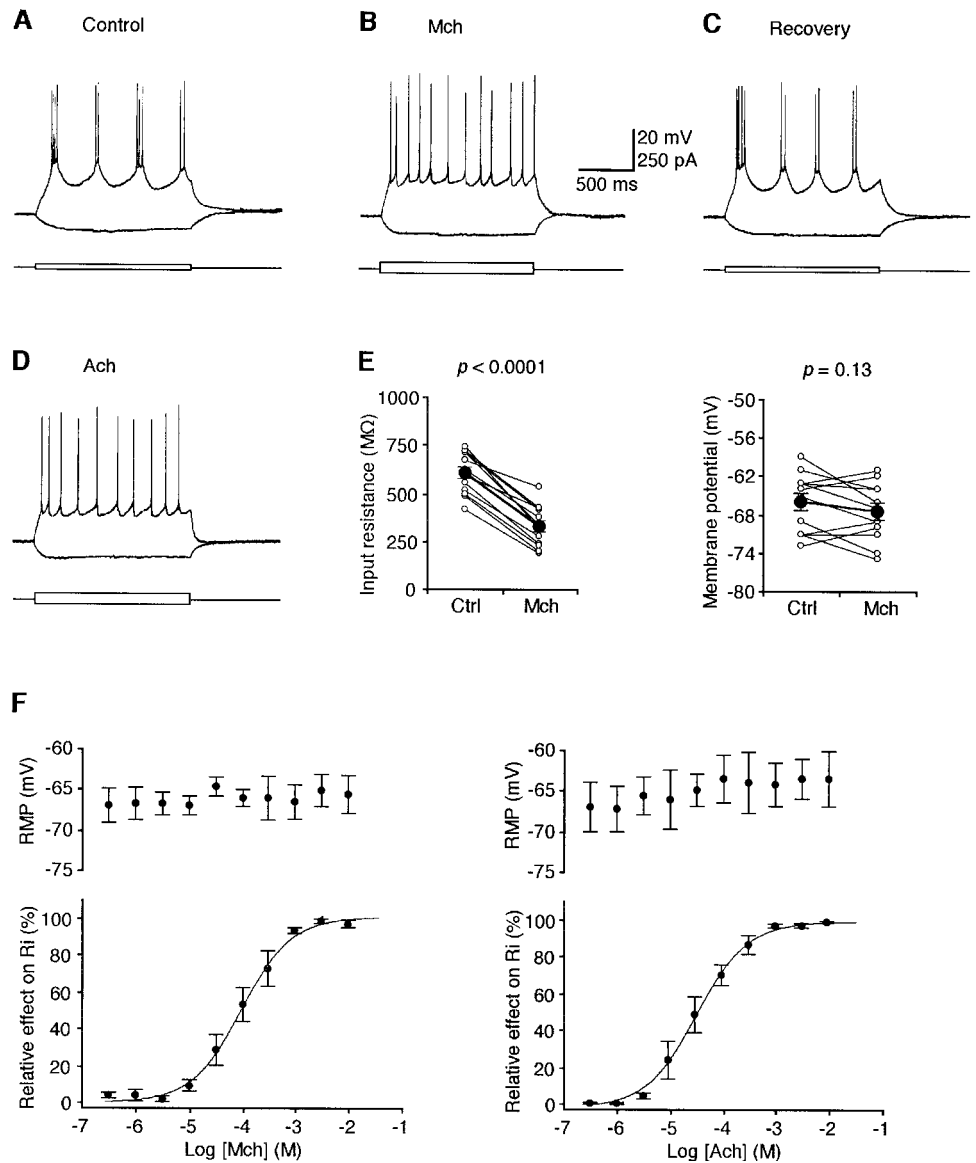 A Control
B Mch
C Recovery
20 mV
250 pA
500 ms
D Ach
E
p < 0.0001
Input resistance (MΩ)
1000
750
500
250
0
Ctrl Mch
p = 0.13
Membrane potential (mV)
-50
-56
-62
-68
-74
-80
Ctrl Mch
F
RMP (mV)
-60
-65
-70
-75
Relative effect on Ri (%)
100
80
60
40
20
0
-7 -6 -5 -4 -3 -2 -1
Log [Mch] (M)
RMP (mV)
-60
-65
-70
-75
Relative effect on Ri (%)
100
80
60
40
20
0
-7 -6 -5 -4 -3 -2 -1
Log [Ach] (M)